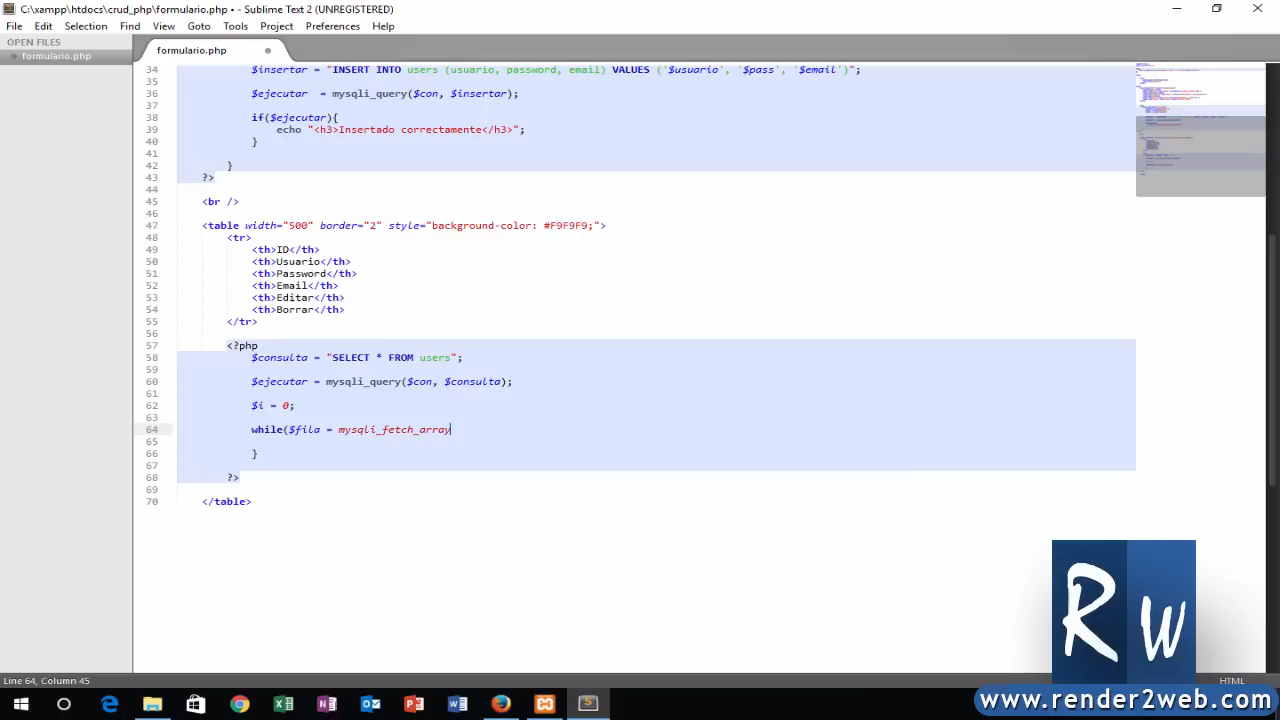 C:\xampp\htdocs\crud_php\formulario.php • - Sublime Text 2 (UNREGISTERED)
File Edit Selection Find View Goto Tools Project Preferences Help
OPEN FILES
formulario.php
formulario.php
34 $insertar = "INSERT INTO users (usuario, password, email) VALUES ('$usuario', '$pass', '$email')";
35
36 $ejecutar = mysqli_query($con, $insertar);
37
38 if($ejecutar){
39 echo "<h3>Insertado correctamente</h3>";
40 }
41
42 }
43 ?>
44
45 <br />
46
47 <table width="500" border="2" style="background-color: #F9F9F9;">
48 <tr>
49 <th>ID</th>
50 <th>Usuario</th>
51 <th>Password</th>
52 <th>Email</th>
53 <th>Editar</th>
54 <th>Borrar</th>
55 </tr>
56
57 <?php
58 $consulta = "SELECT * FROM users";
59
60 $ejecutar = mysqli_query($con, $consulta);
61
62 $i = 0;
63
64 while($fila = mysqli_fetch_array
65
66 }
67
68 ?>
69
70 </table>
RW
Line 64, Column 45
HTML
www.render2web.com